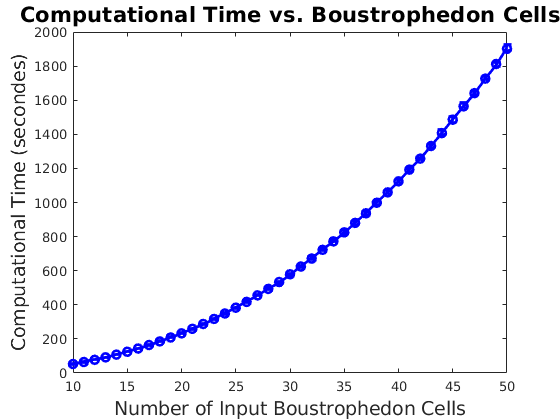 Computational Time vs. Boustrophedon Cells
2000
1800
1600
1400
1200
1000
800
600
400
200
0
Computational Time (secondes)
10 15 20 25 30 35 40 45 50
Number of Input Boustrophedon Cells